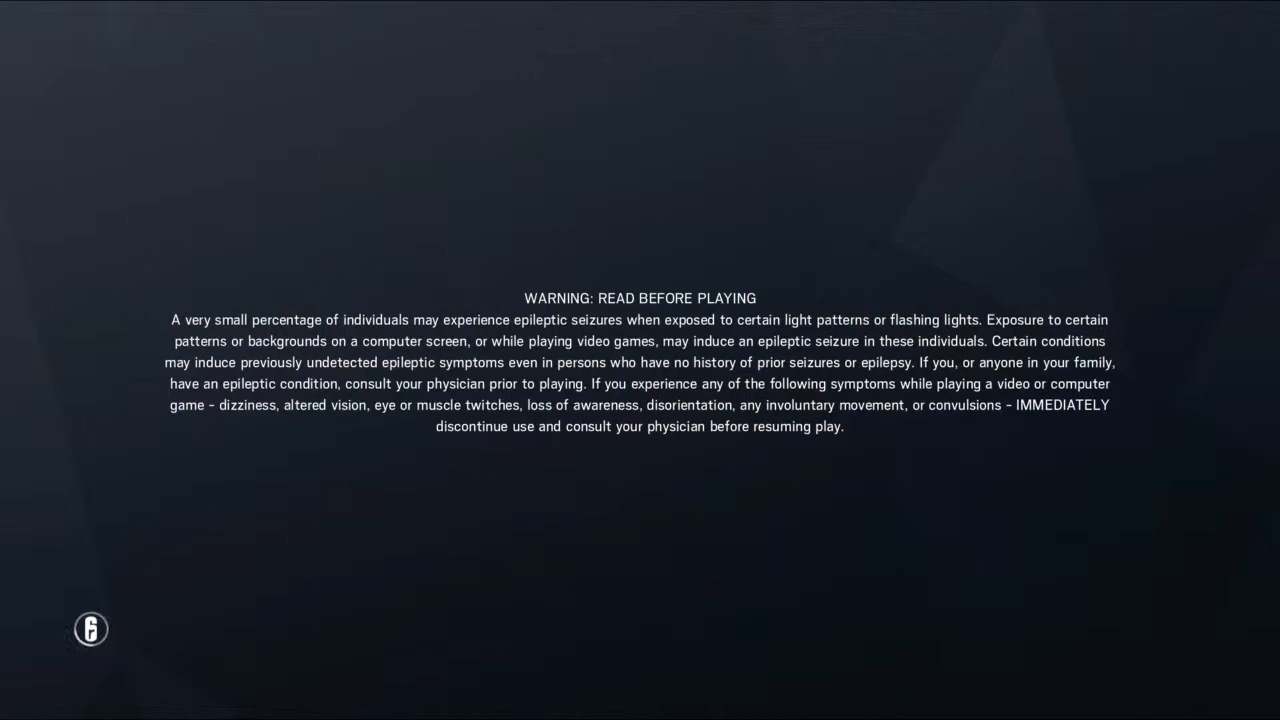 WARNING: READ BEFORE PLAYING
A very small percentage of individuals may experience epileptic seizures when exposed to certain light patterns or flashing lights. Exposure to certain
patterns or backgrounds on a computer screen, or while playing video games, may induce an epileptic seizure in these individuals. Certain conditions
may induce previously undetected epileptic symptoms even in persons who have no history of prior seizures or epilepsy. If you, or anyone in your family,
have an epileptic condition, consult your physician prior to playing. If you experience any of the following symptoms while playing a video or computer
game - dizziness, altered vision, eye or muscle twitches, loss of awareness, disorientation, any involuntary movement, or convulsions - IMMEDIATELY
discontinue use and consult your physician before resuming play.
6